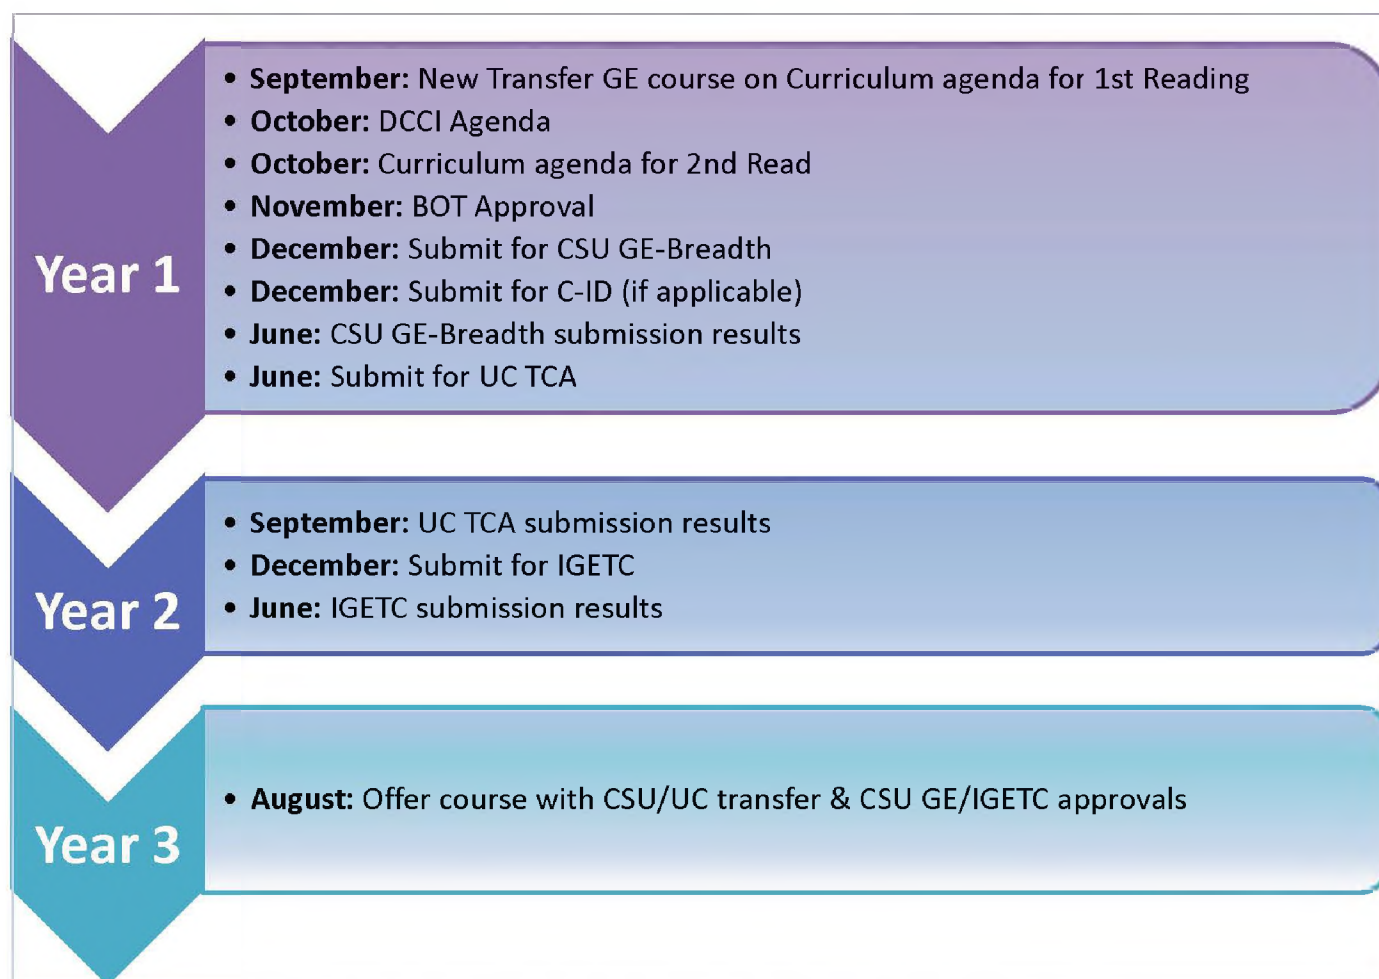 Year 1
• September: New Transfer GE course on Curriculum agenda for 1st Reading
• October: DCCI Agenda
• October: Curriculum agenda for 2nd Read
• November: BOT Approval
• December: Submit for CSU GE-Breadth
• December: Submit for C-ID (if applicable)
• June: CSU GE-Breadth submission results
• June: Submit for UC TCA
Year 2
• September: UC TCA submission results
• December: Submit for IGETC
• June: IGETC submission results
Year 3
• August: Offer course with CSU/UC transfer & CSU GE/IGETC approvals